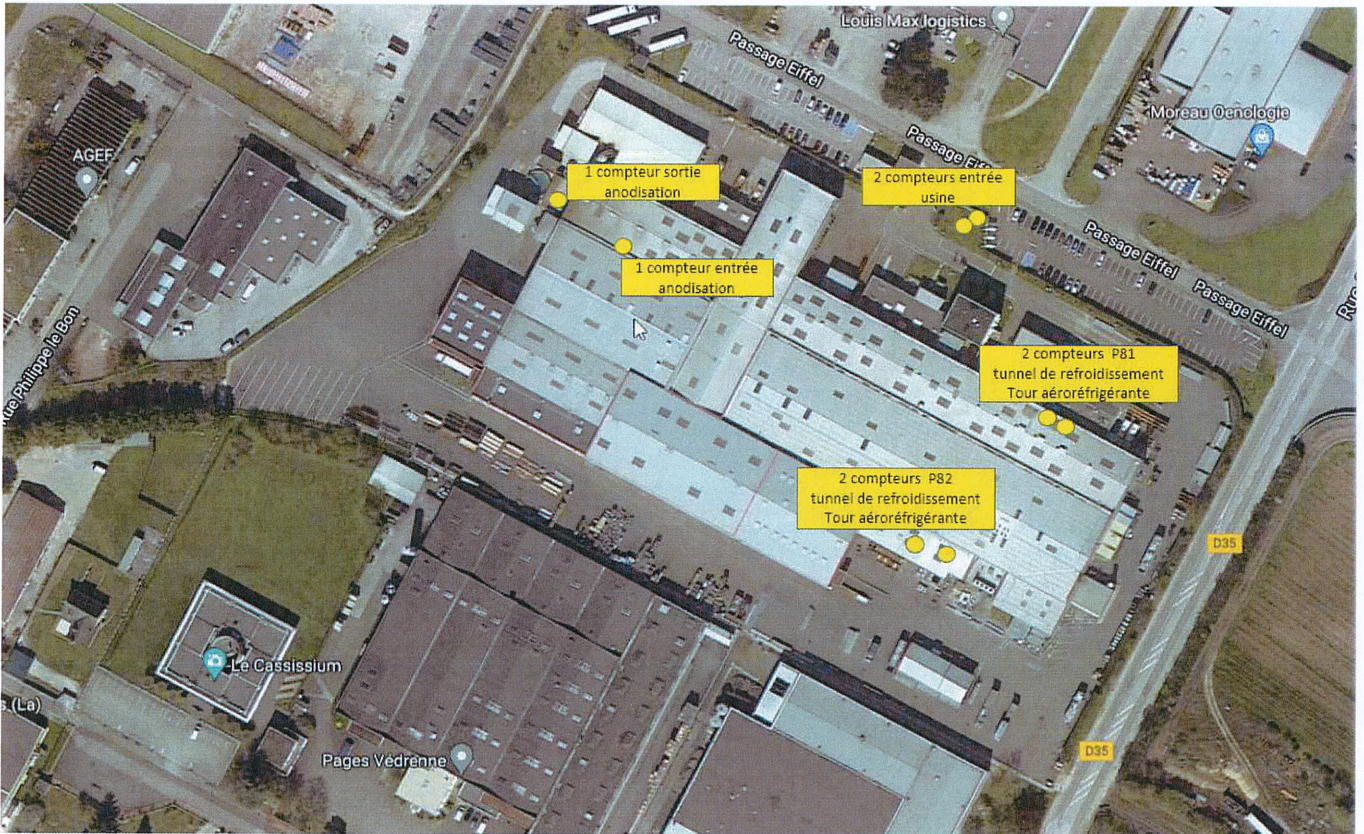 Louis Max logistics
Passage Eiffel
Moreau Oenologie
Passage Eiffel
AGEF
1 compteur sortie
anodisation
2 compteurs entrée
usine
Passage Eiffel
1 compteur entrée
anodisation
Passage Eiffel
Rue
Rue Philippe le Bon
2 compteurs P81
tunnel de refroidissement
Tour aéroréfrigérante
2 compteurs P82
tunnel de refroidissement
Tour aéroréfrigérante
D35
Le Cassissium
s (La)
Pages Védrenne
D35